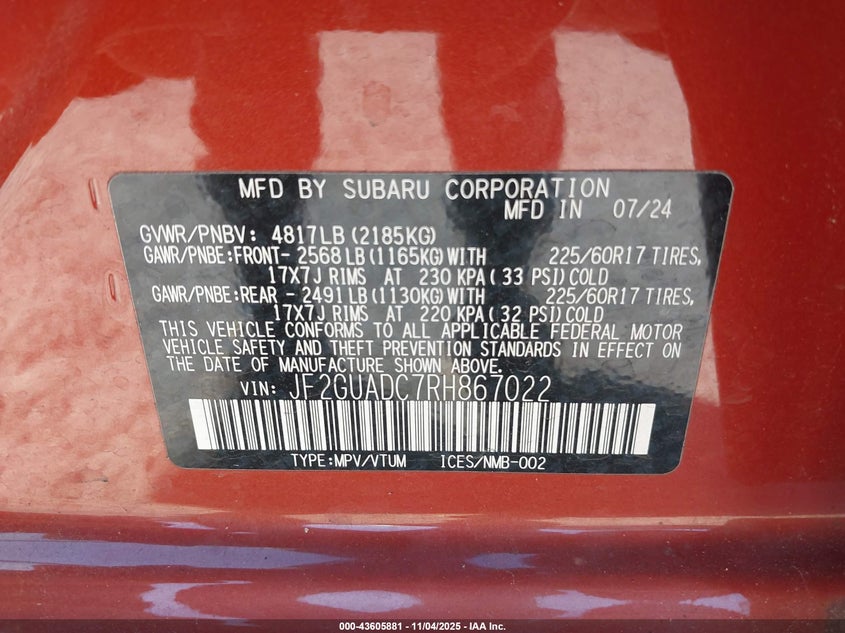 MFD BY SUBARU CORPORATION
MFD IN 07/24
GVWR/PNBV: 4817LB (2185KG)
GAWR/PNBE:FRONT- 2568 LB (1165KG) WITH 225/60R17 TIRES,
17X7J RIMS AT 230 KPA ( 33 PSI) COLD
GAWR/PNBE:REAR - 2491 LB (1130KG) WITH 225/60R17 TIRES,
17X7J RIMS AT 220 KPA ( 32 PSI) COLD
THIS VEHICLE CONFORMS TO ALL APPLICABLE FEDERAL MOTOR
VEHICLE SAFETY AND THEFT PREVENTION STANDARDS IN EFFECT ON
THE DATE OF MANUFACTURE SHOWN ABOVE.
VIN: JF2GUADC7RH867022
TYPE:MPV/VTUM ICES/NMB-002
000-43605881 - 11/04/2025 - IAA Inc.